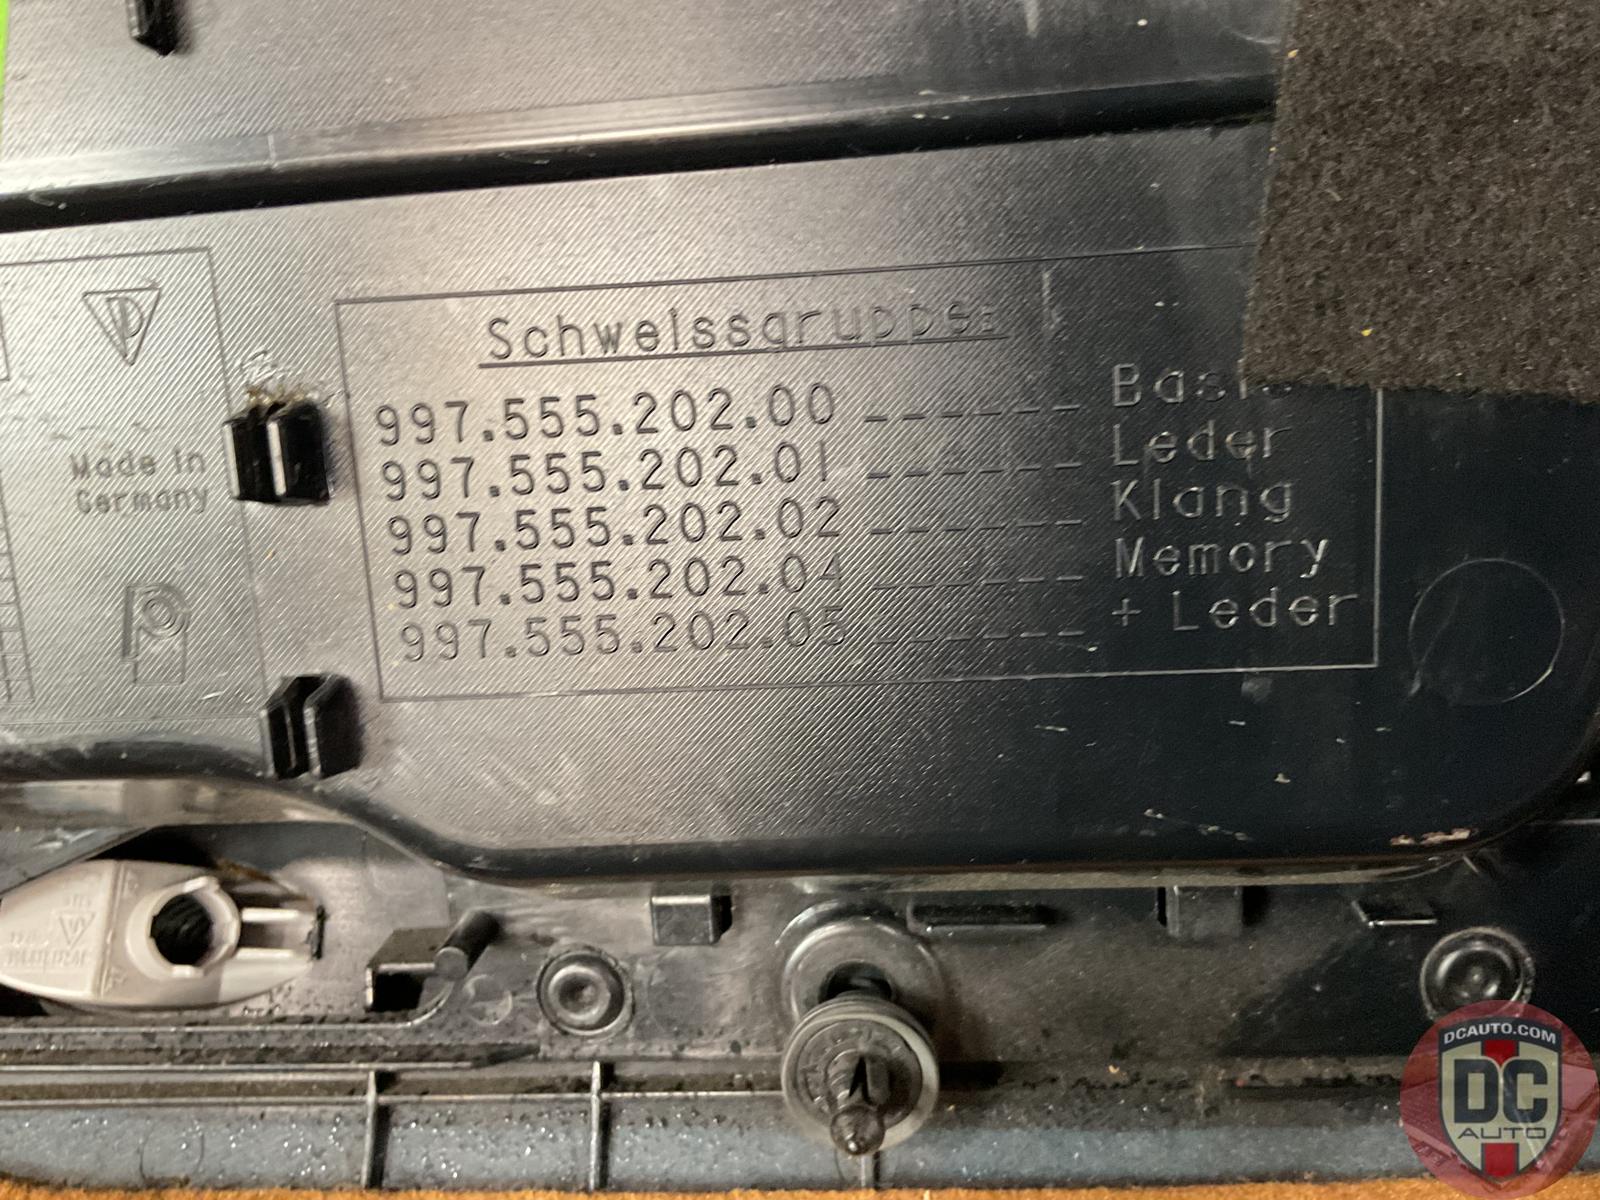 Schweissgruppe:
997.555.202.00 ------ Basi
997.555.202.01 ------ Leder
997.555.202.02 ------ Klang
997.555.202.04 ------ Memory
997.555.202.05 ------ + Leder
Made in
Germany
DCAUTO.COM
DC
AUTO